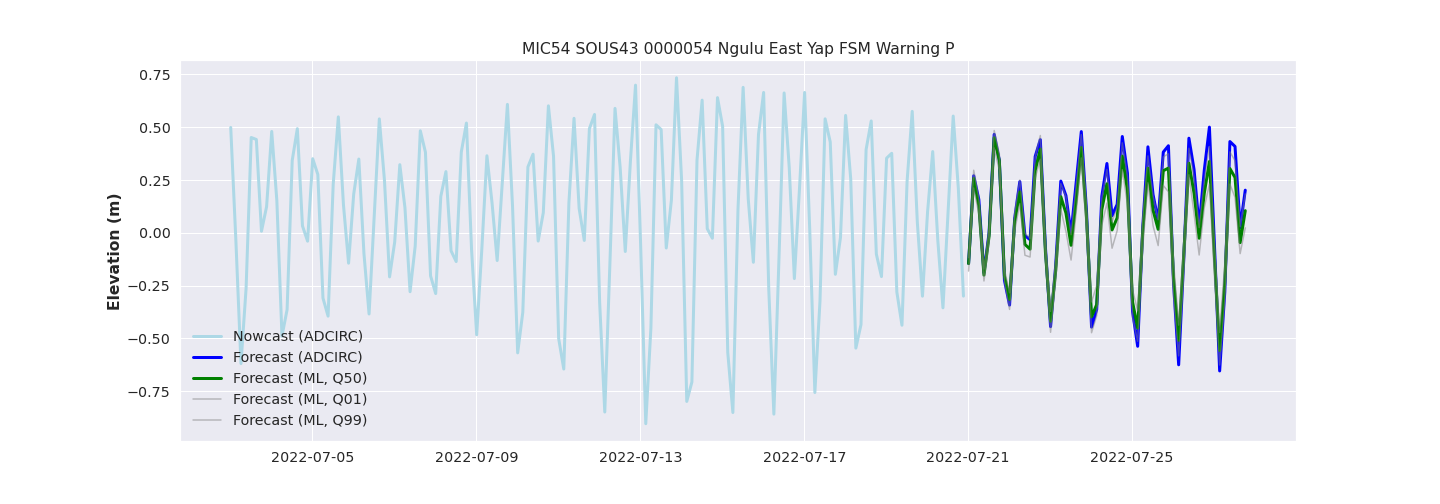 MIC54 SOUS43 0000054 Ngulu East Yap FSM Warning P
Elevation (m)
0.75
0.50
0.25
0.00
−0.25
−0.50
−0.75
Nowcast (ADCIRC)
Forecast (ADCIRC)
Forecast (ML, Q50)
Forecast (ML, Q01)
Forecast (ML, Q99)
2022-07-05 2022-07-09 2022-07-13 2022-07-17 2022-07-21 2022-07-25